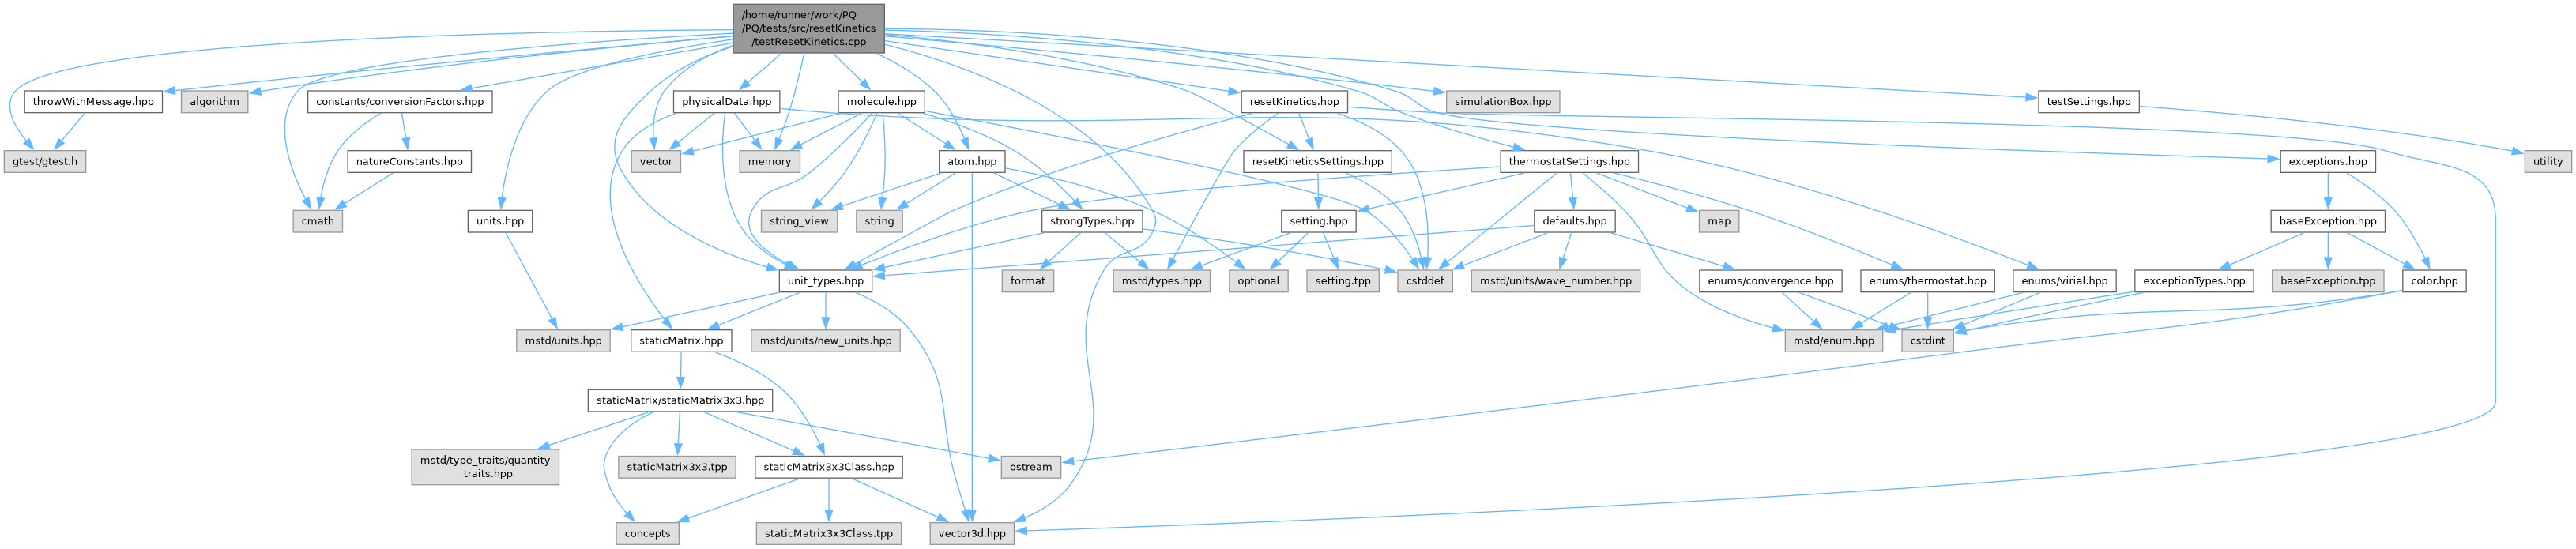 /home/runner/work/PQ
/PQ/tests/src/resetKinetics
/testResetKinetics.cpp
throwWithMessage.hpp
algorithm
constants/conversionFactors.hpp
physicalData.hpp
molecule.hpp
resetKinetics.hpp
simulationBox.hpp
testSettings.hpp
gtest/gtest.h
natureConstants.hpp
vector
memory
atom.hpp
resetKineticsSettings.hpp
thermostatSettings.hpp
exceptions.hpp
utility
cmath
units.hpp
string_view
string
strongTypes.hpp
setting.hpp
defaults.hpp
map
baseException.hpp
unit_types.hpp
format
mstd/types.hpp
optional
setting.tpp
cstddef
mstd/units/wave_number.hpp
enums/convergence.hpp
enums/thermostat.hpp
enums/virial.hpp
exceptionTypes.hpp
baseException.tpp
color.hpp
mstd/units.hpp
staticMatrix.hpp
mstd/units/new_units.hpp
mstd/enum.hpp
cstdint
staticMatrix/staticMatrix3x3.hpp
mstd/type_traits/quantity
_traits.hpp
staticMatrix3x3.tpp
staticMatrix3x3Class.hpp
ostream
concepts
staticMatrix3x3Class.tpp
vector3d.hpp